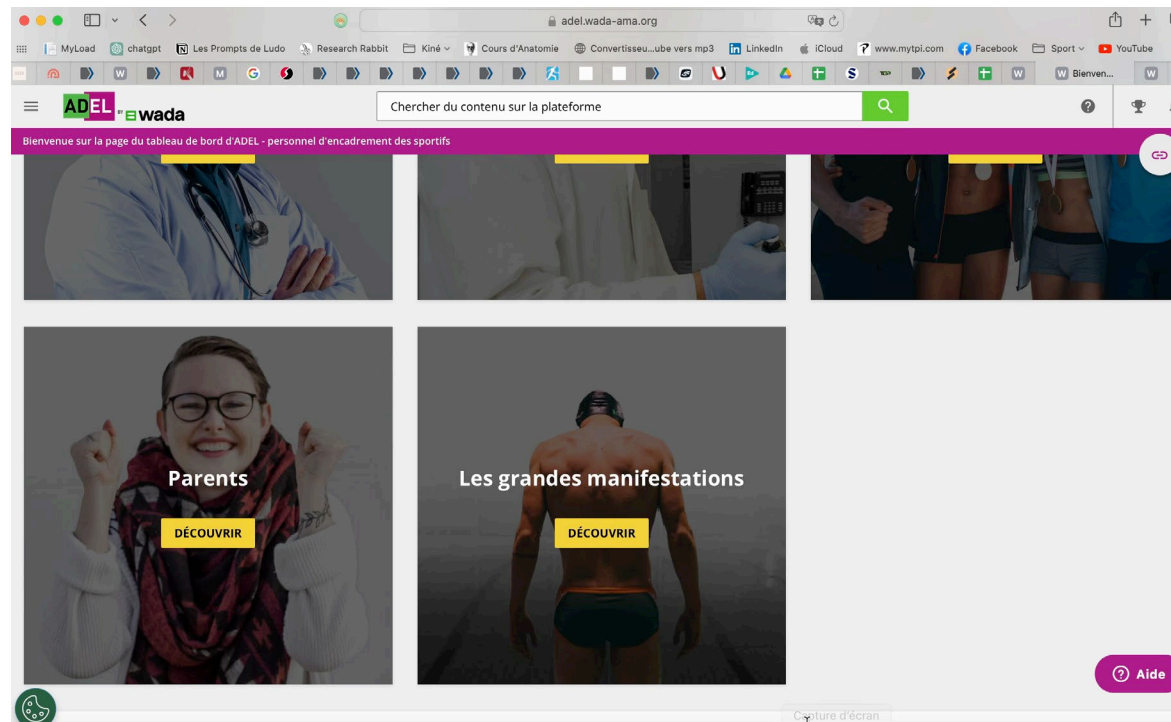 adel.wada-ama.org
MyLoad
chatgpt
Les Prompts de Ludo
Research Rabbit
Kiné
Cours d'Anatomie
Convertisseu...ube vers mp3
LinkedIn
iCloud
www.mytpi.com
Facebook
Sport
YouTube
Bienven...
ADEL BY wada
Chercher du contenu sur la plateforme
Bienvenue sur la page du tableau de bord d'ADEL - personnel d'encadrement des sportifs
Parents
DÉCOUVRIR
Les grandes manifestations
DÉCOUVRIR
Aide
Capture d'écran